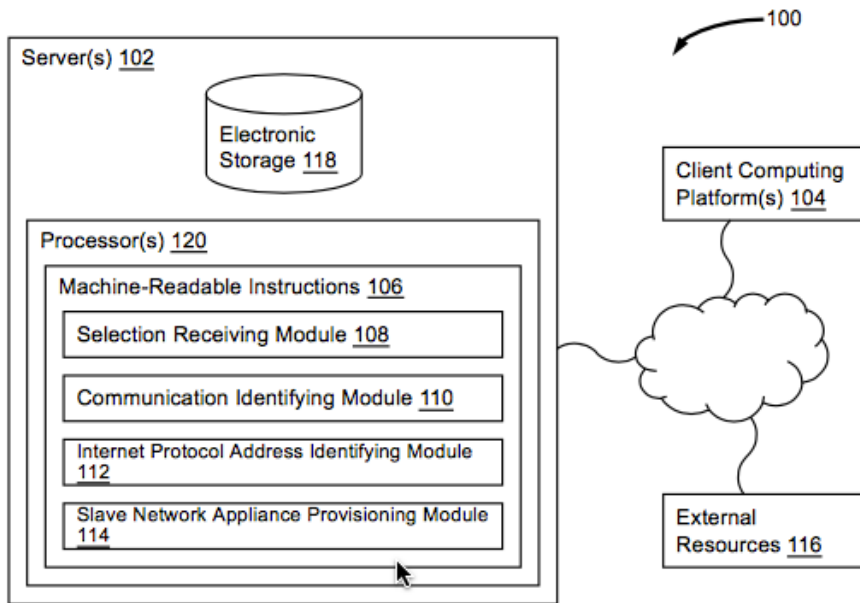 100
Server(s) 102
Electronic
Storage 118
Client Computing
Platform(s) 104
Processor(s) 120
Machine-Readable Instructions 106
Selection Receiving Module 108
Communication Identifying Module 110
Internet Protocol Address Identifying Module
112
Slave Network Appliance Provisioning Module
114
External
Resources 116